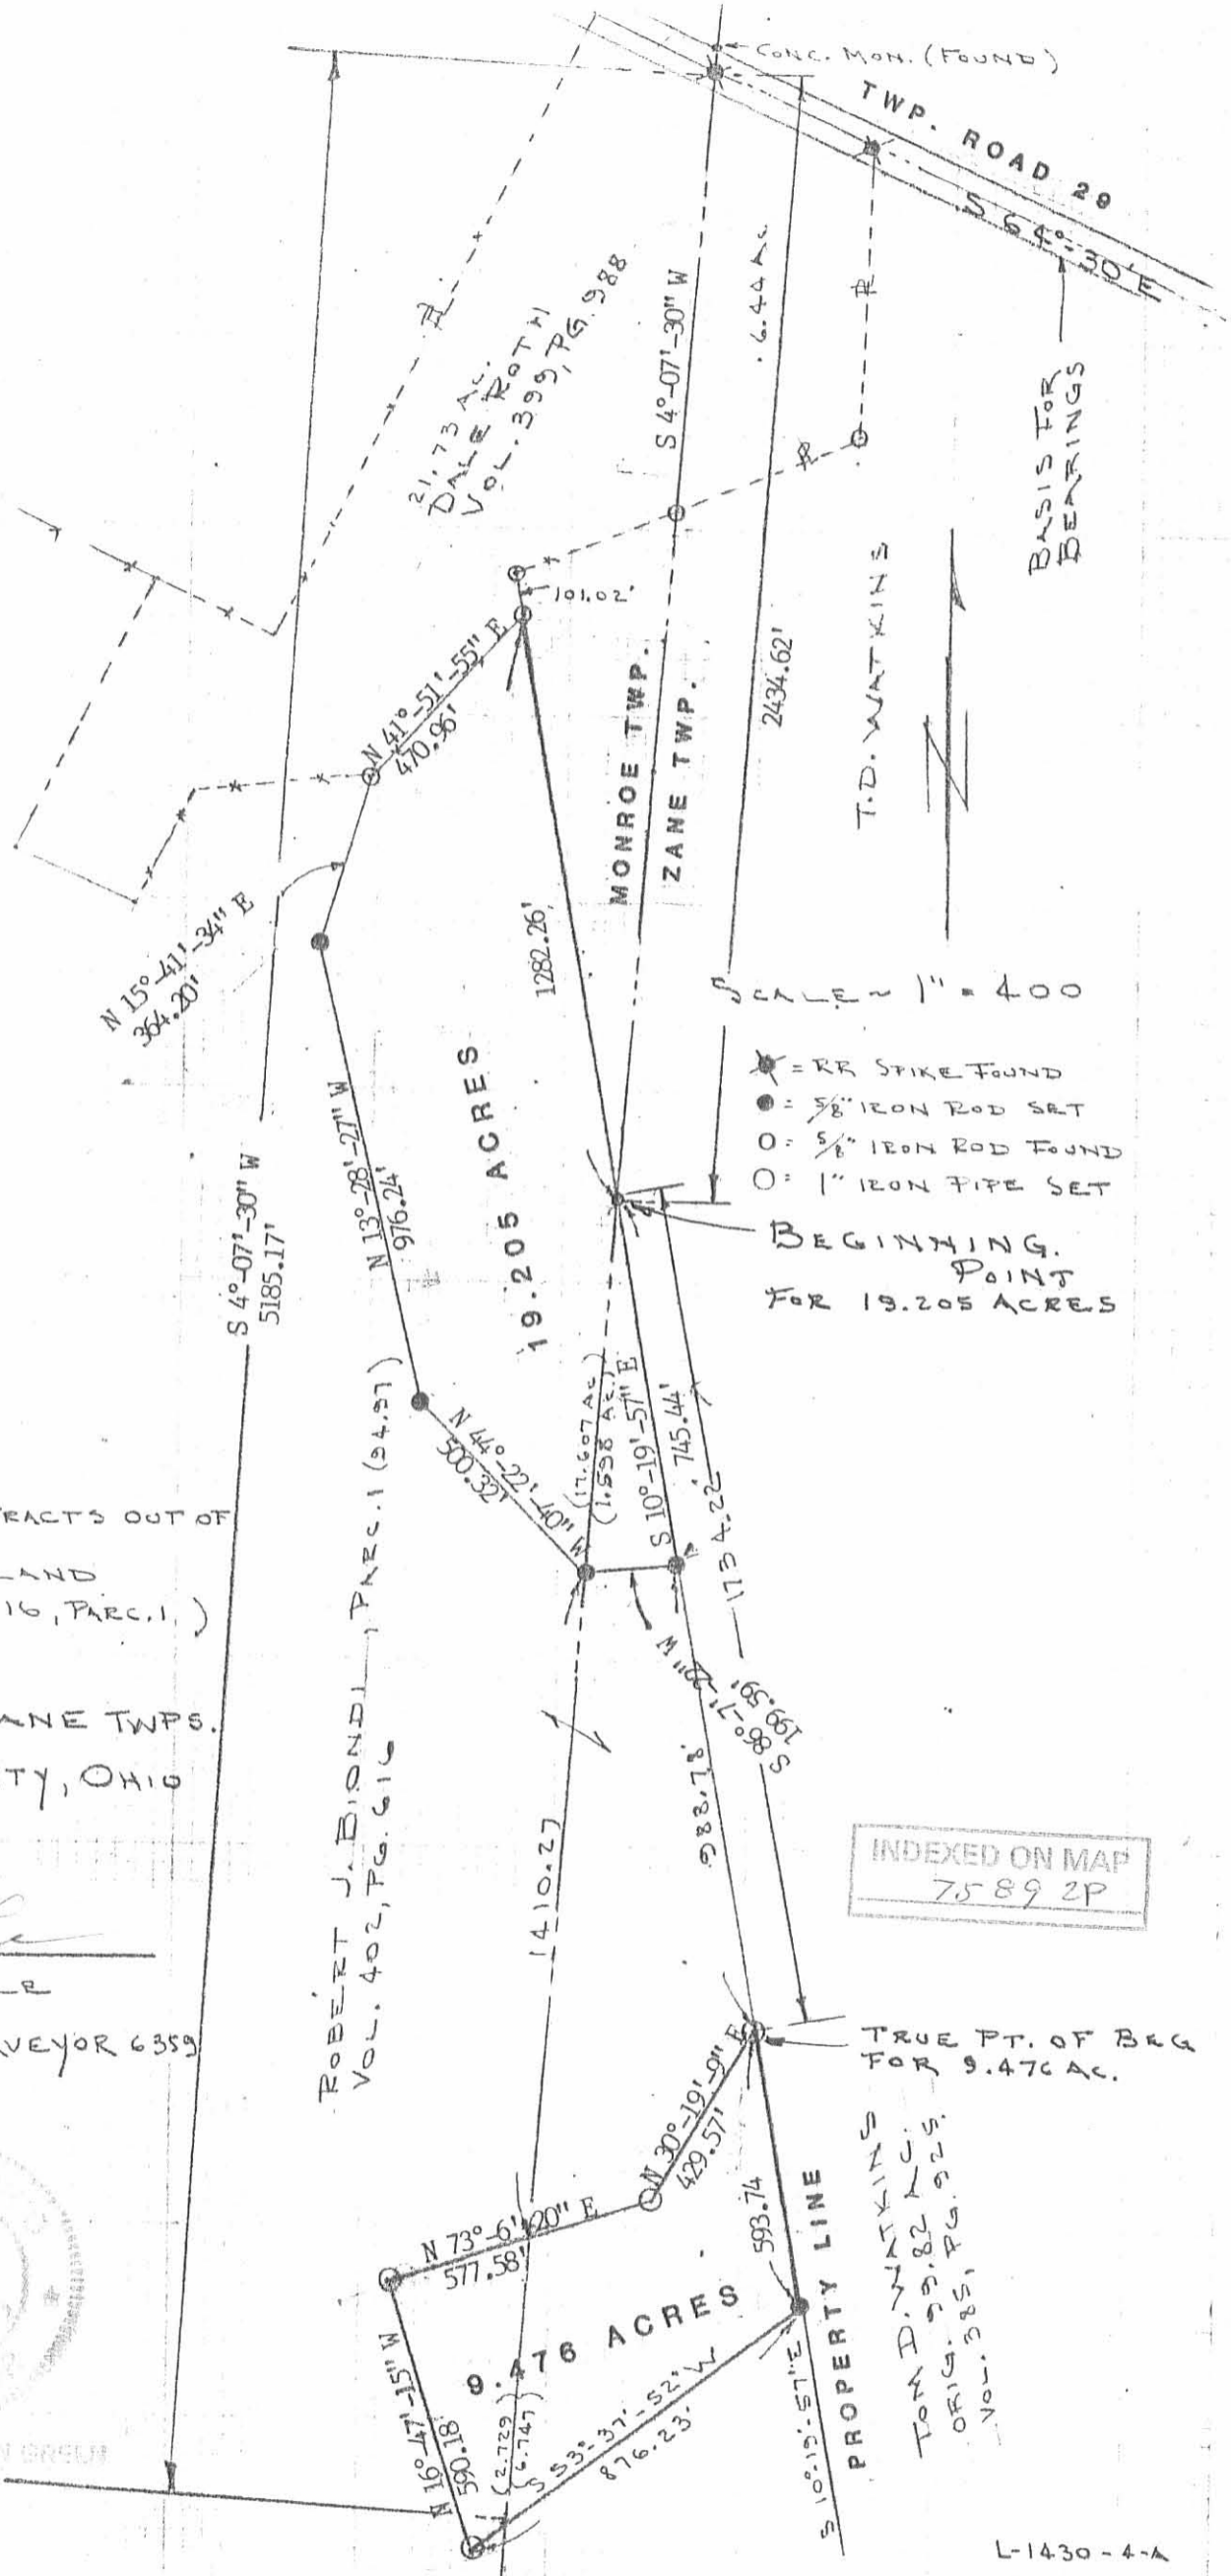 CONC. MON. (FOUND)
TWP. ROAD 29
S 64°-30' E
BASIS FOR
BEARINGS
21.73 AC.
DALE ROTH
VOL. 399, PG. 988
S 4°-07'-30" W
6.44 AC.
101.02'
N 41°-51'-55" E
470.96'
MONROE TWP.
ZANE TWP.
2434.62'
T.D. WATKINS
N
N 15°-41'-34" E
364.20'
1282.26'
SCALE ~ 1" = 400
= RR SPIKE FOUND
= 5/8" IRON ROD SET
O = 5/8" IRON ROD FOUND
O = 1" IRON PIPE SET
BEGINNING.
POINT
FOR 19.205 ACRES
19.205 ACRES
N 13°-28'-27" W
976.24'
S 4°-07'-30" W
5185.17'
N 44°-22'-40" W
500.32'
(17.607 AC.)
(1.598 AC.)
S 10°-19'-57" E
745.44'
1734.22'
199.59'
ROBERT J. BIONDI, PARC. 1 (94.97)
VOL. 402, PG. 616
RACTS OUT OF
LAND
16, PARC. 1.)
ANE TWPS.
TY, OHIO
VEYOR 6359
1410.27
988.78'
INDEXED ON MAP
7589 2P
TRUE PT. OF BEG
FOR 9.476 AC.
N 30°-19'-9" E
429.57'
N 73°-6'-20" E
577.58'
593.74
PROPERTY LINE
TOM D. WATKINS
ORIG. 99.82 AC.
VOL. 385, PG. 925.
9.476 ACRES
N 16°-47'-15" W
590.18'
(2.729)
(6.747)
S 53°-37'-52" W
876.23'
S 10°-19'-57" E
L-1430-4-A